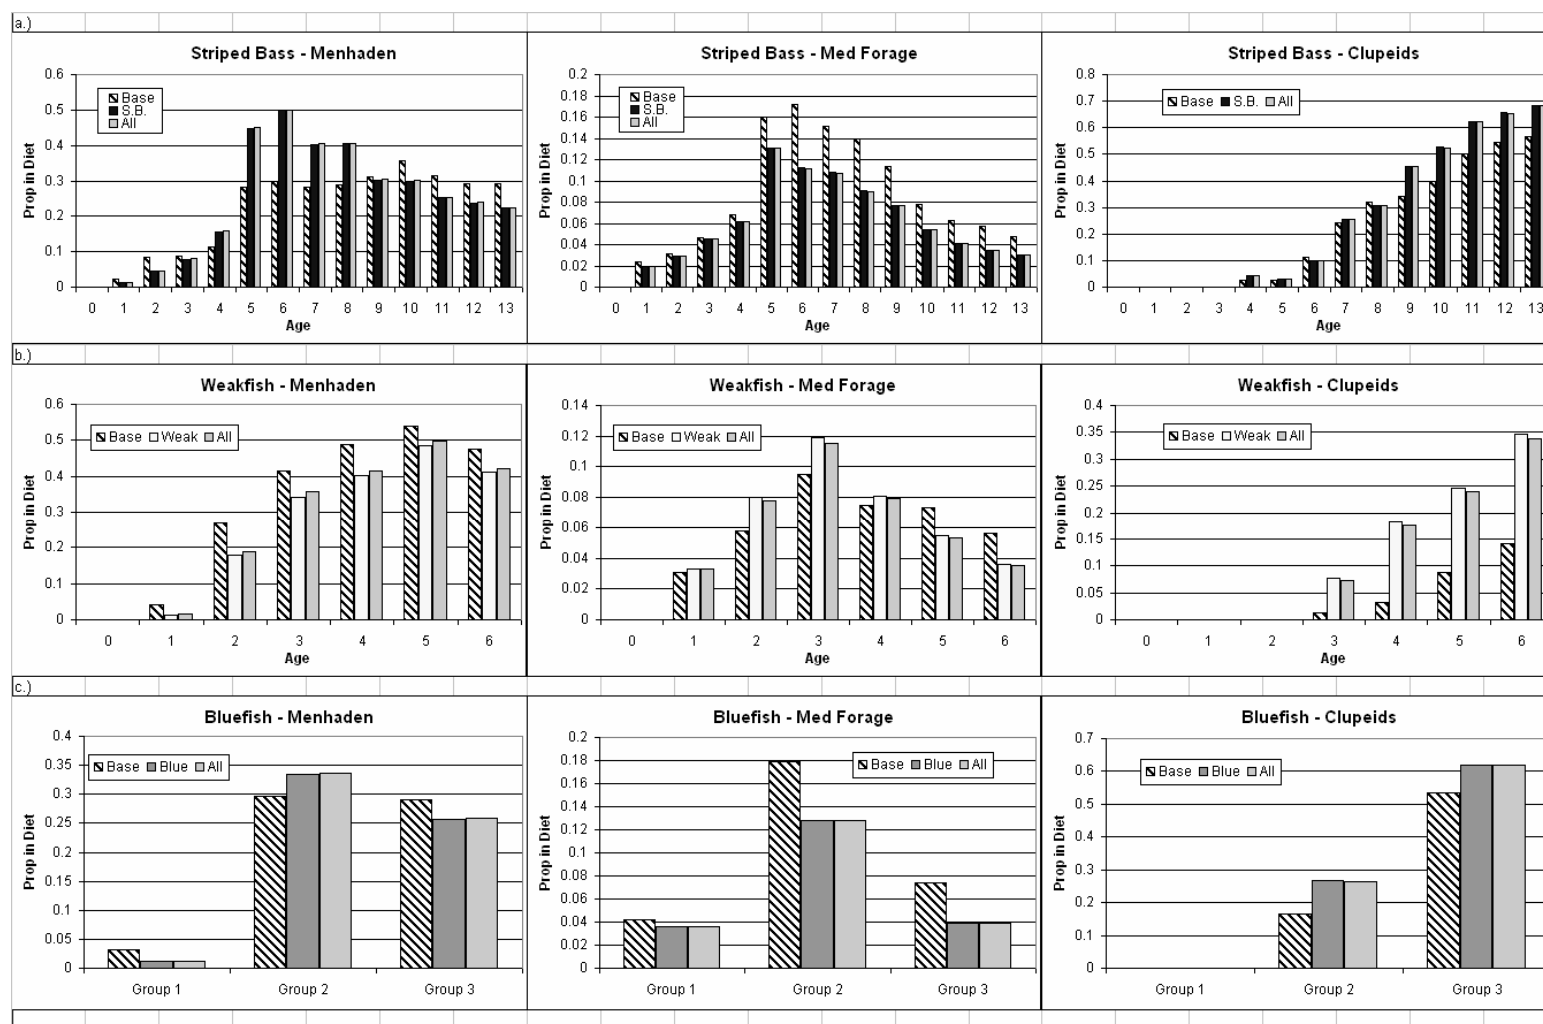 a.)
Striped Bass - Menhaden
Prop in Diet
0.6
0.5
0.4
0.3
0.2
0.1
0
Base
S.B.
All
0 1 2 3 4 5 6 7 8 9 10 11 12 13
Age
Striped Bass - Med Forage
Prop in Diet
0.2
0.18
0.16
0.14
0.12
0.1
0.08
0.06
0.04
0.02
0
Base
S.B.
All
0 1 2 3 4 5 6 7 8 9 10 11 12 13
Age
Striped Bass - Clupeids
Prop in Diet
0.8
0.7
0.6
0.5
0.4
0.3
0.2
0.1
0
Base S.B. All
0 1 2 3 4 5 6 7 8 9 10 11 12 13
Age
b.)
Weakfish - Menhaden
Prop in Diet
0.6
0.5
0.4
0.3
0.2
0.1
0
Base Weak All
0 1 2 3 4 5 6
Age
Weakfish - Med Forage
Prop in Diet
0.14
0.12
0.1
0.08
0.06
0.04
0.02
0
Base Weak All
0 1 2 3 4 5 6
Age
Weakfish - Clupeids
Prop in Diet
0.4
0.35
0.3
0.25
0.2
0.15
0.1
0.05
0
Base Weak All
0 1 2 3 4 5 6
Age
c.)
Bluefish - Menhaden
Prop in Diet
0.4
0.35
0.3
0.25
0.2
0.15
0.1
0.05
0
Base Blue All
Group 1 Group 2 Group 3
Bluefish - Med Forage
Prop in Diet
0.2
0.18
0.16
0.14
0.12
0.1
0.08
0.06
0.04
0.02
0
Base Blue All
Group 1 Group 2 Group 3
Bluefish - Clupeids
Prop in Diet
0.7
0.6
0.5
0.4
0.3
0.2
0.1
0
Base Blue All
Group 1 Group 2 Group 3